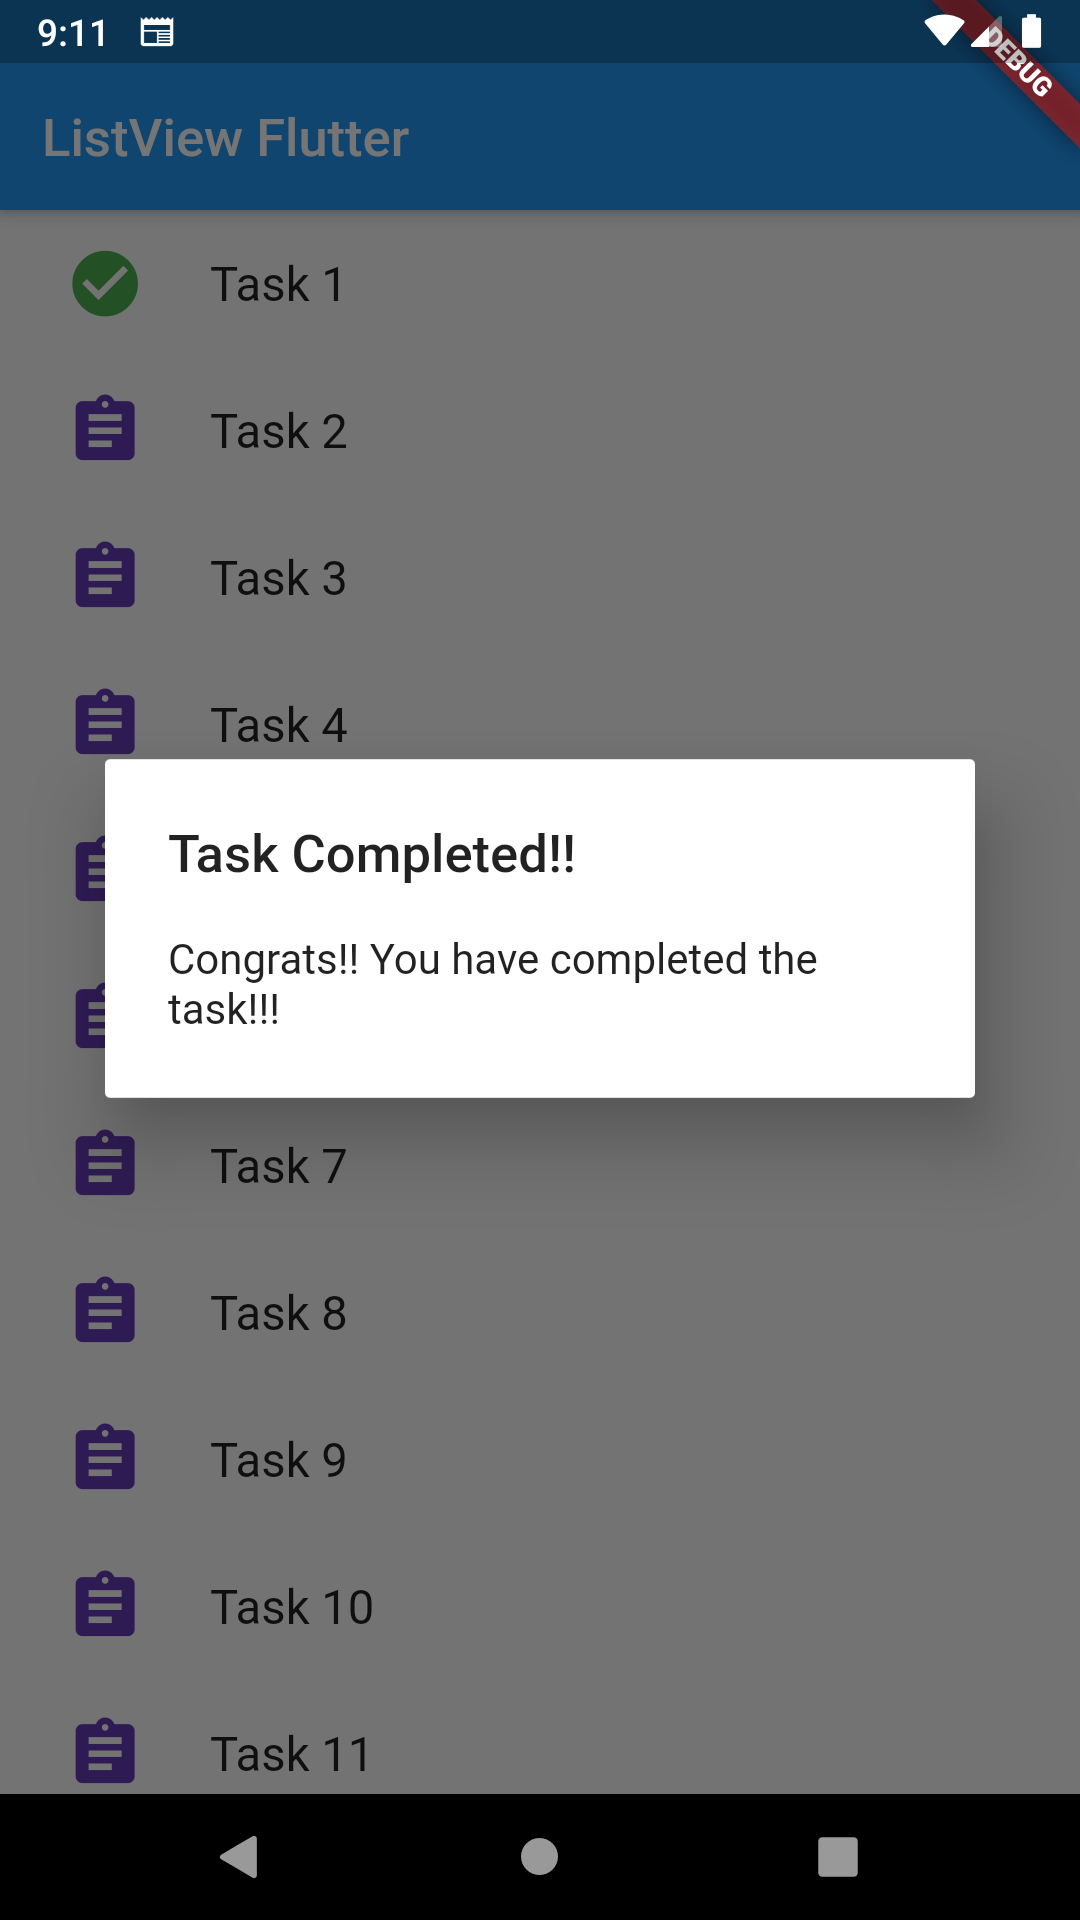 9:11
DEBUG
ListView Flutter
Task 1
Task 2
Task 3
Task 4
Task Completed!!
Congrats!! You have completed the
task!!!
Task 7
Task 8
Task 9
Task 10
Task 11